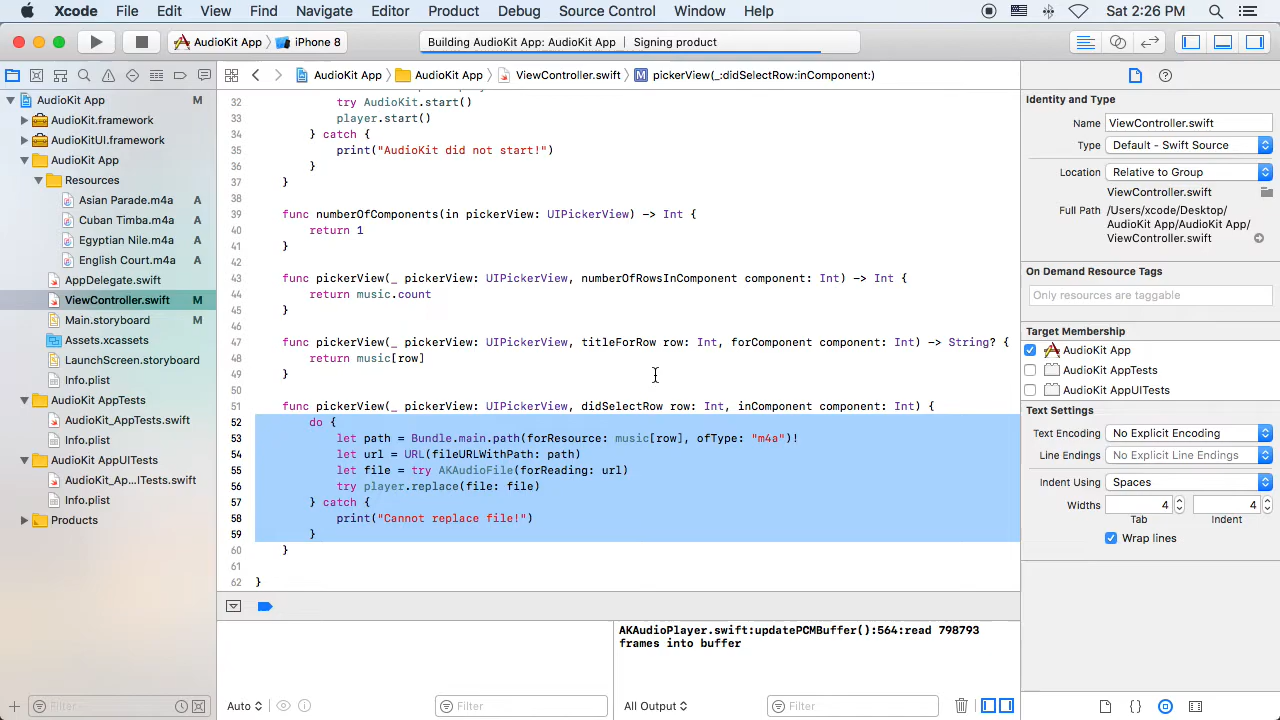 Xcode File Edit View Find Navigate Editor Product Debug Source Control Window Help Sat 2:26 PM
AudioKit App iPhone 8 Building AudioKit App: AudioKit App Signing product
AudioKit App AudioKit App ViewController.swift M pickerView(_:didSelectRow:inComponent:)
AudioKit App M
AudioKit.framework
AudioKitUI.framework
AudioKit App
Resources
Asian Parade.m4a A
Cuban Timba.m4a A
Egyptian Nile.m4a A
English Court.m4a A
AppDelegate.swift
ViewController.swift M
Main.storyboard M
Assets.xcassets
LaunchScreen.storyboard
Info.plist
AudioKit AppTests
AudioKit_AppTests.swift
Info.plist
AudioKit AppUITests
AudioKit_Ap...ITests.swift
Info.plist
Products
Filter
32 try AudioKit.start()
33 player.start()
34 } catch {
35 print("AudioKit did not start!")
36 }
37 }
38
39 func numberOfComponents(in pickerView: UIPickerView) -> Int {
40 return 1
41 }
42
43 func pickerView(_ pickerView: UIPickerView, numberOfRowsInComponent component: Int) -> Int {
44 return music.count
45 }
46
47 func pickerView(_ pickerView: UIPickerView, titleForRow row: Int, forComponent component: Int) -> String? {
48 return music[row]
49 }
50
51 func pickerView(_ pickerView: UIPickerView, didSelectRow row: Int, inComponent component: Int) {
52 do {
53 let path = Bundle.main.path(forResource: music[row], ofType: "m4a")!
54 let url = URL(fileURLWithPath: path)
55 let file = try AKAudioFile(forReading: url)
56 try player.replace(file: file)
57 } catch {
58 print("Cannot replace file!")
59 }
60 }
61
62 }
Auto Filter
AKAudioPlayer.swift:updatePCMBuffer():564:read 798793
frames into buffer
All Output Filter
Identity and Type
Name ViewController.swift
Type Default - Swift Source
Location Relative to Group
ViewController.swift
Full Path /Users/xcode/Desktop/
AudioKit App/AudioKit App/
ViewController.swift
On Demand Resource Tags
Only resources are taggable
Target Membership
AudioKit App
AudioKit AppTests
AudioKit AppUITests
Text Settings
Text Encoding No Explicit Encoding
Line Endings No Explicit Line Endings
Indent Using Spaces
Widths 4 4
Tab Indent
Wrap lines